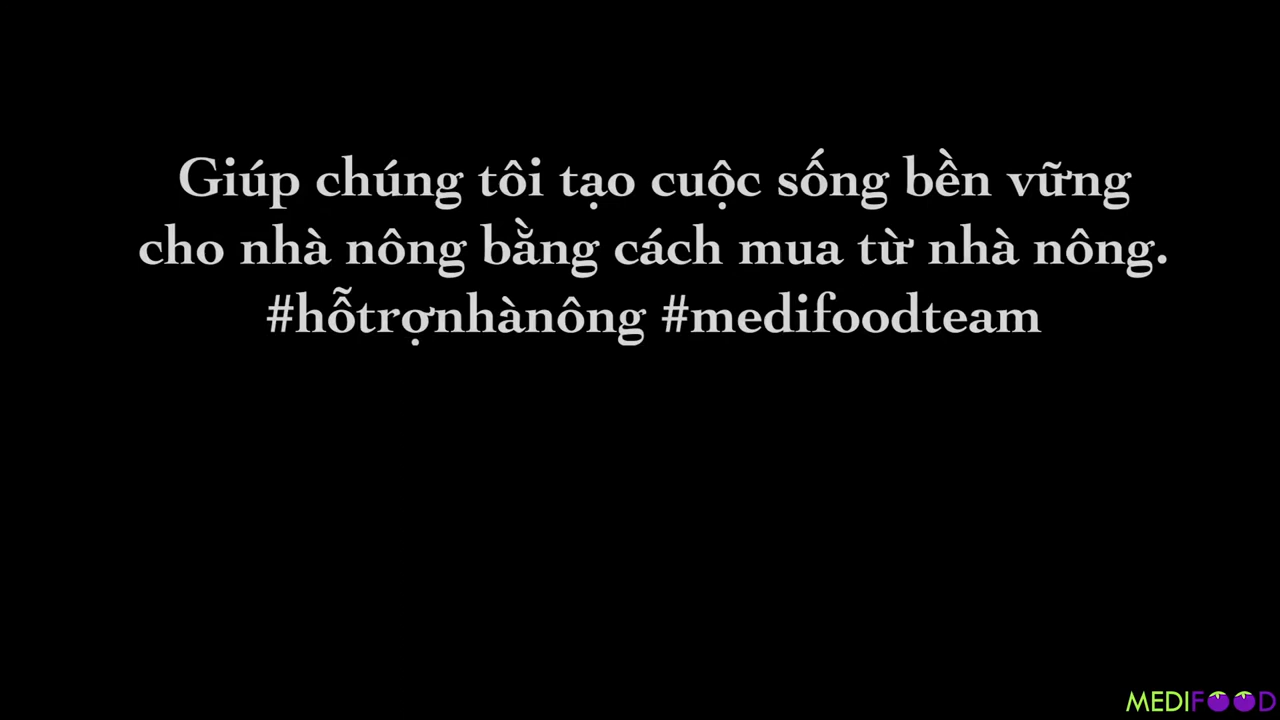 Giúp chúng tôi tạo cuộc sống bền vững
cho nhà nông bằng cách mua từ nhà nông.
#hỗtrợnhànông #medifoodteam
MEDIFOOD